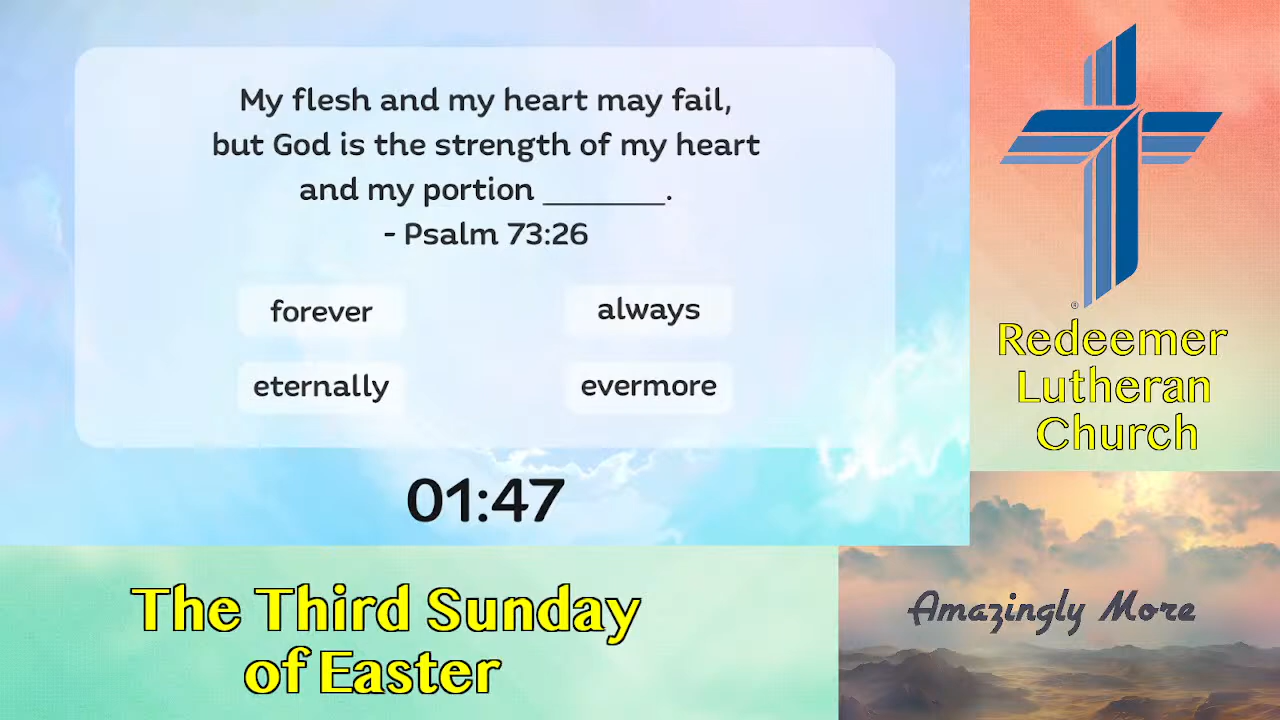 My flesh and my heart may fail,
but God is the strength of my heart
and my portion _______.
- Psalm 73:26
forever
always
eternally
evermore
01:47
®
Redeemer
Lutheran
Church
The Third Sunday
of Easter
Amazingly More